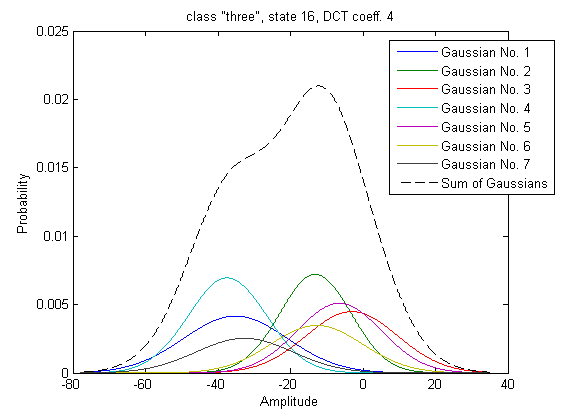 class "three", state 16, DCT coeff. 4
0.025
0.02
0.015
0.01
0.005
0
Probability
-80
-60
-40
-20
0
20
40
Amplitude
Gaussian No. 1
Gaussian No. 2
Gaussian No. 3
Gaussian No. 4
Gaussian No. 5
Gaussian No. 6
Gaussian No. 7
Sum of Gaussians